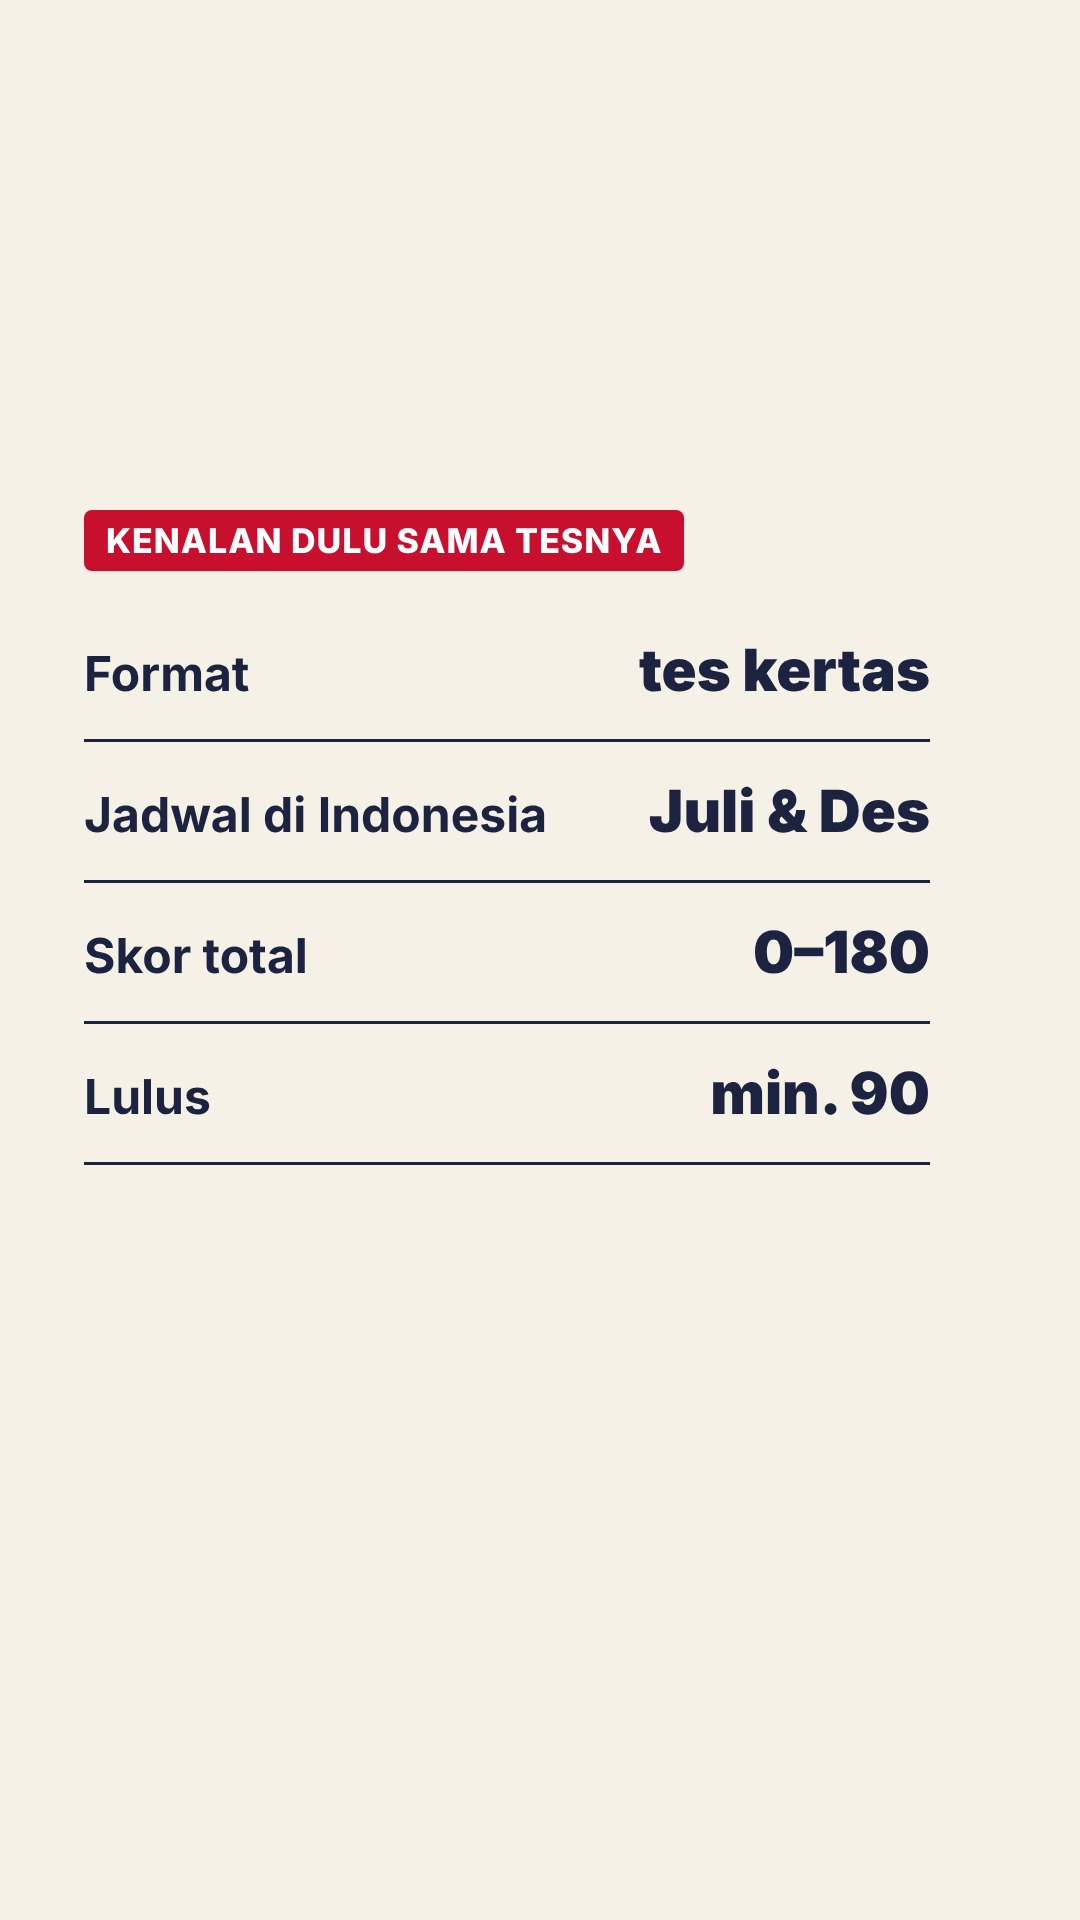 KENALAN DULU SAMA TESNYA
Format tes kertas
Jadwal di Indonesia Juli & Des
Skor total 0–180
Lulus min. 90